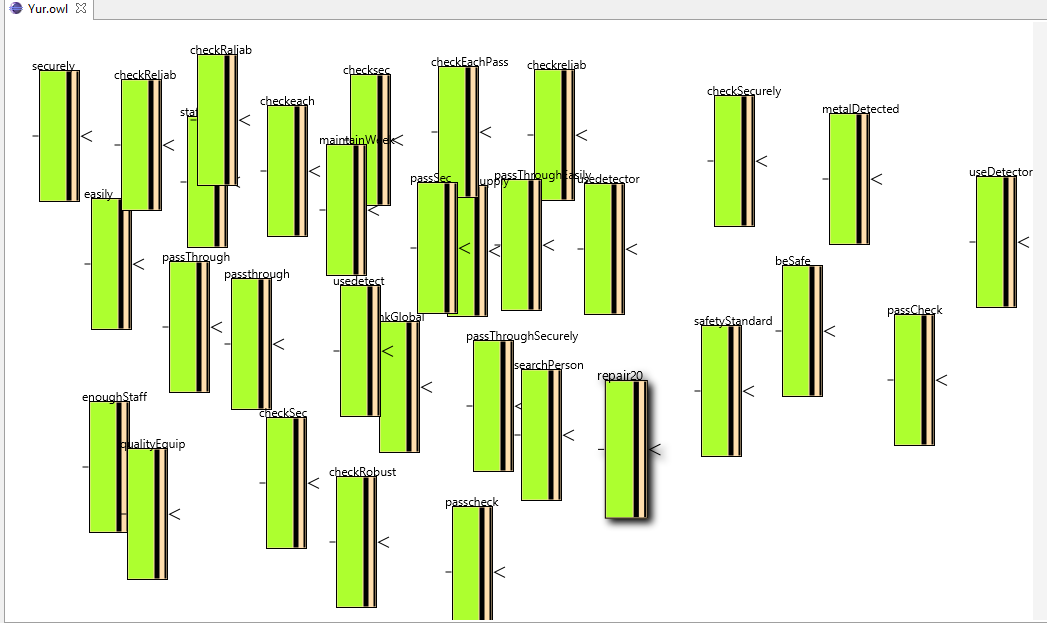 Yur.owl
checkRaliab
securely
checkReliab
checksec
checkEachPass
checkreliab
checkeach
checkSecurely
metalDetected
maintainWeek
passSec
passThroughEasily
usedetector
useDetector
easily
passThrough
passthrough
usedetect
beSafe
passCheck
safetyStandard
passThroughSecurely
searchPerson
repair20
enoughStaff
checkSec
qualityEquip
checkRobust
passcheck